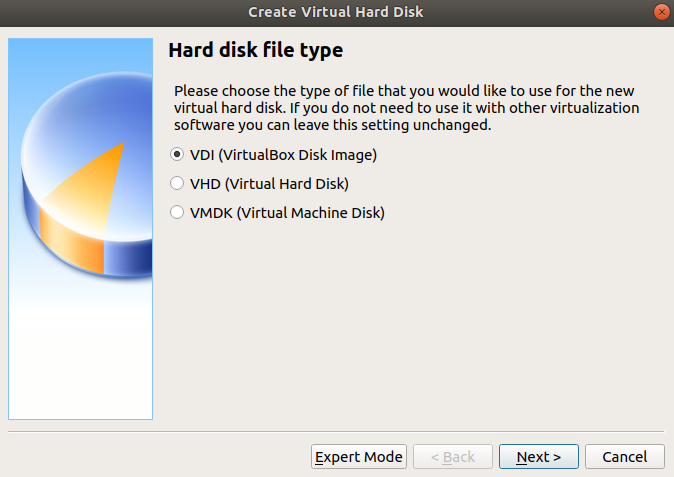 Create Virtual Hard Disk
Hard disk file type
Please choose the type of file that you would like to use for the new
virtual hard disk. If you do not need to use it with other virtualization
software you can leave this setting unchanged.
VDI (VirtualBox Disk Image)
VHD (Virtual Hard Disk)
VMDK (Virtual Machine Disk)
Expert Mode
< Back
Next >
Cancel